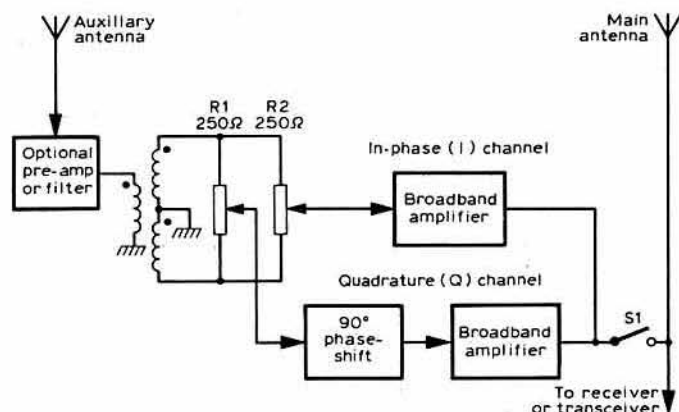 Auxillary
antenna
Main
antenna
R1
250Ω
R2
250Ω
Optional
pre-amp
or filter
In-phase (I) channel
Broadband
amplifier
Quadrature (Q) channel
90°
phase-
shift
Broadband
amplifier
S1
To receiver
or transceiver